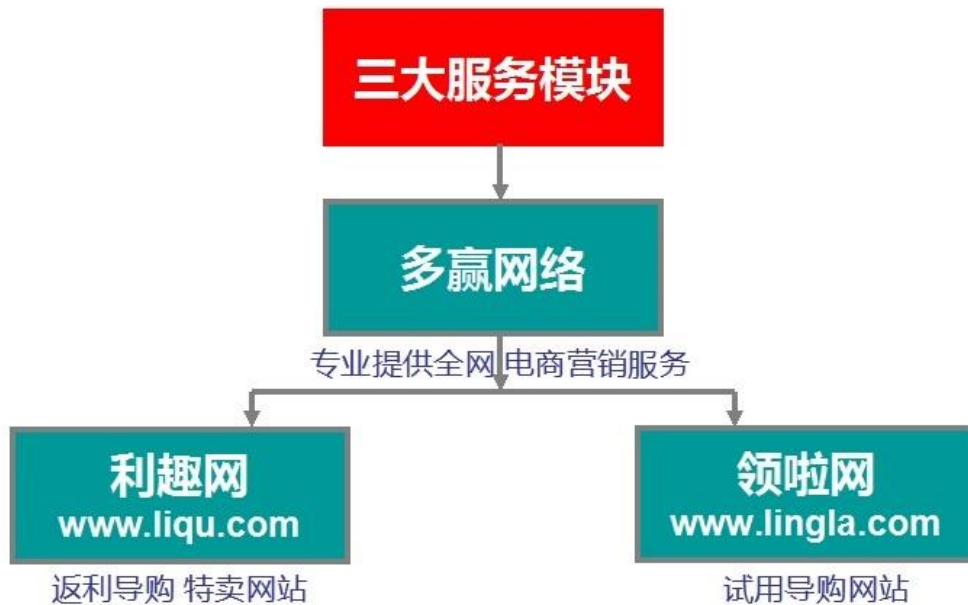 三大服务模块
多赢网络
专业提供全网 电商营销服务
利趣网
www.liqu.com
返利导购 特卖网站
领啦网
www.lingla.com
试用导购网站